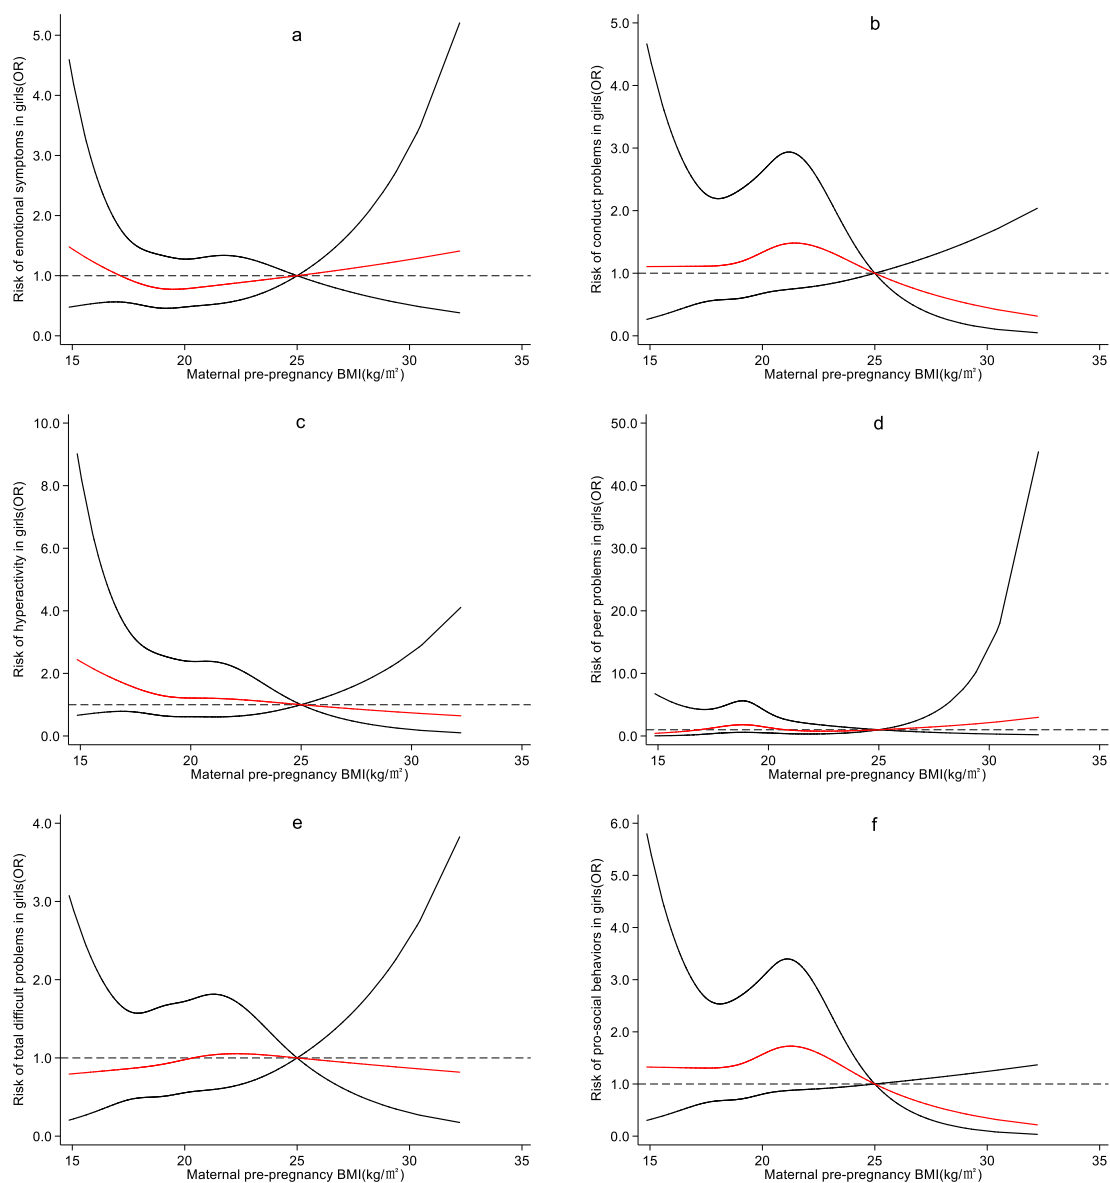 a
Risk of emotional symptoms in girls(OR)
5.0
4.0
3.0
2.0
1.0
0.0
15 20 25 30 35
Maternal pre-pregnancy BMI(kg/㎡)
b
Risk of conduct problems in girls(OR)
5.0
4.0
3.0
2.0
1.0
0.0
15 20 25 30 35
Maternal pre-pregnancy BMI(kg/㎡)
c
Risk of hyperactivity in girls(OR)
10.0
8.0
6.0
4.0
2.0
0.0
15 20 25 30 35
Maternal pre-pregnancy BMI(kg/㎡)
d
Risk of peer problems in girls(OR)
50.0
40.0
30.0
20.0
10.0
0.0
15 20 25 30 35
Maternal pre-pregnancy BMI(kg/㎡)
e
Risk of total difficult problems in girls(OR)
4.0
3.0
2.0
1.0
0.0
15 20 25 30 35
Maternal pre-pregnancy BMI(kg/㎡)
f
Risk of pro-social behaviors in girls(OR)
6.0
5.0
4.0
3.0
2.0
1.0
0.0
15 20 25 30 35
Maternal pre-pregnancy BMI(kg/㎡)